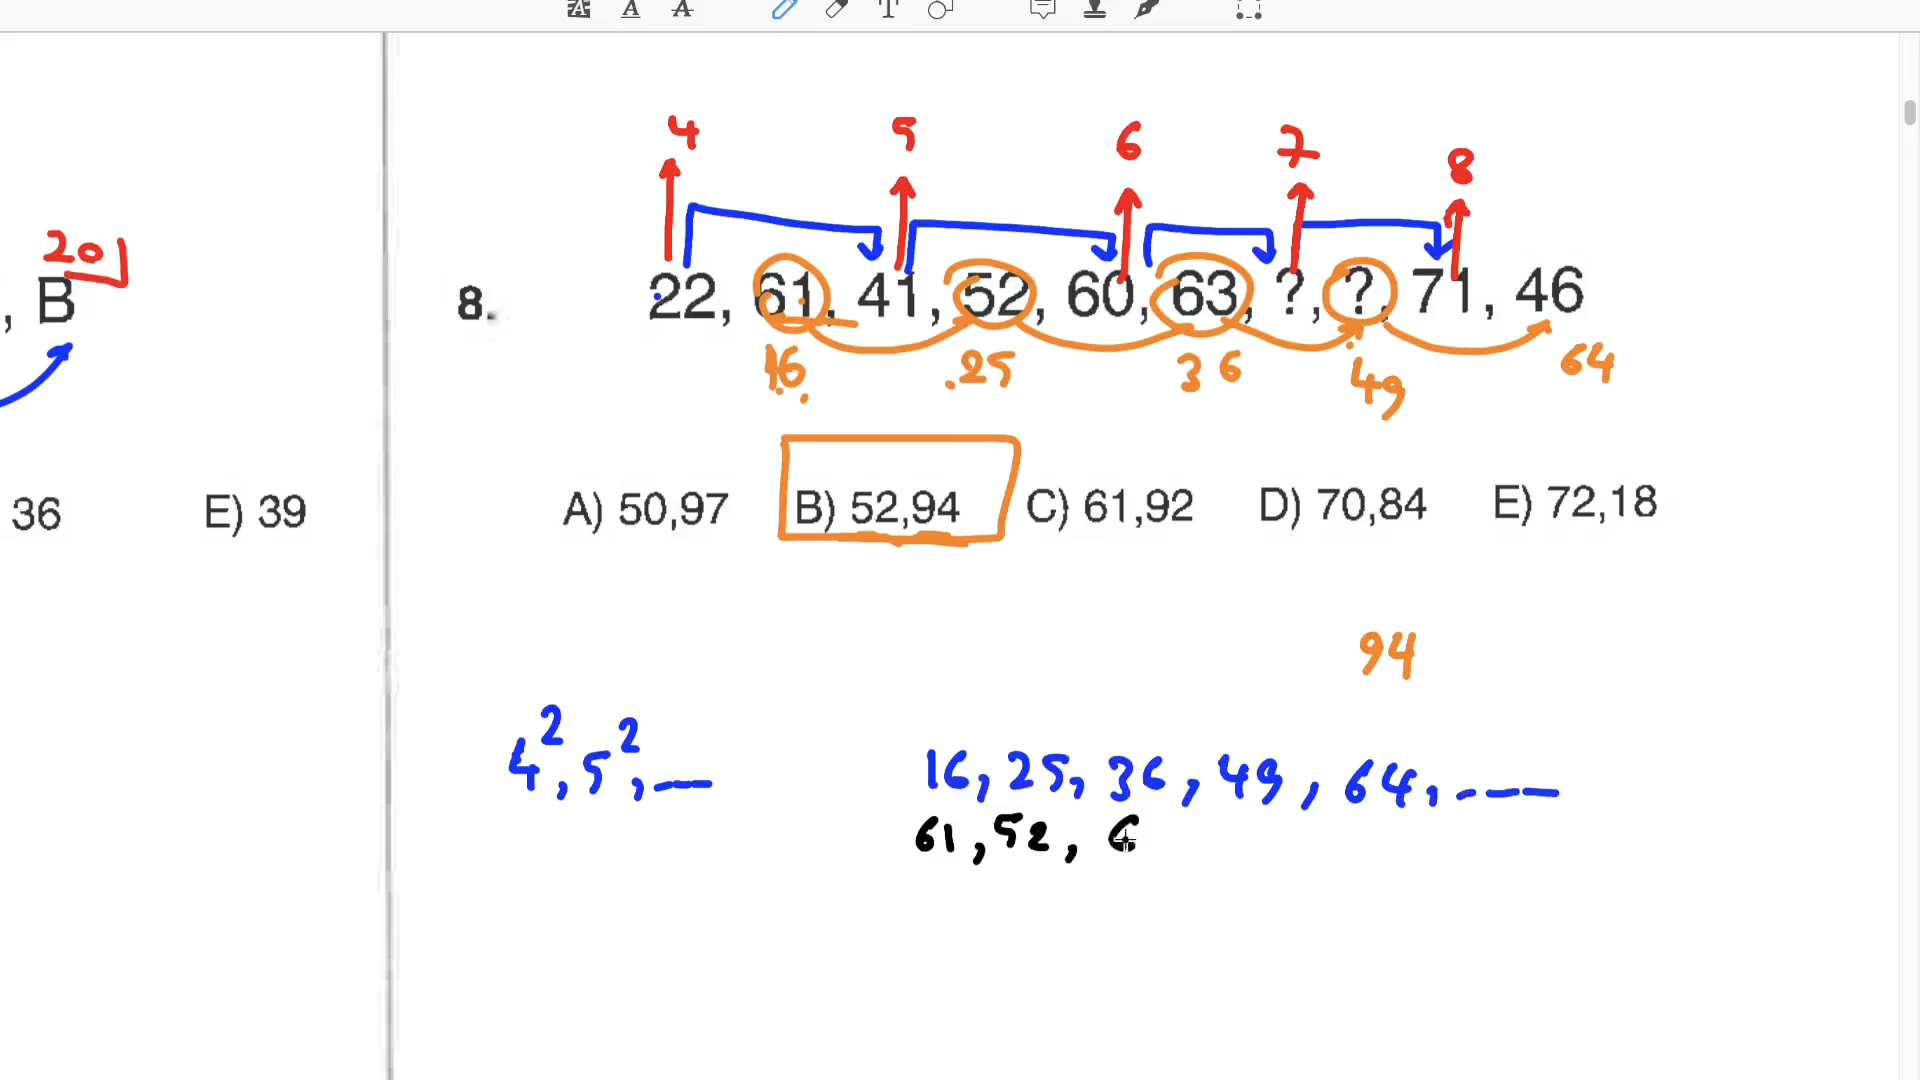 4 5 6 7 8
201
, B
8. 22, 61, 41, 52, 60, 63, ?, ?, 71, 46
16 .25 36 49 64
36 E) 39
A) 50,97 B) 52,94 C) 61,92 D) 70,84 E) 72,18
94
4², 5², ---
16, 25, 36, 49, 64, ----
61, 52, 6